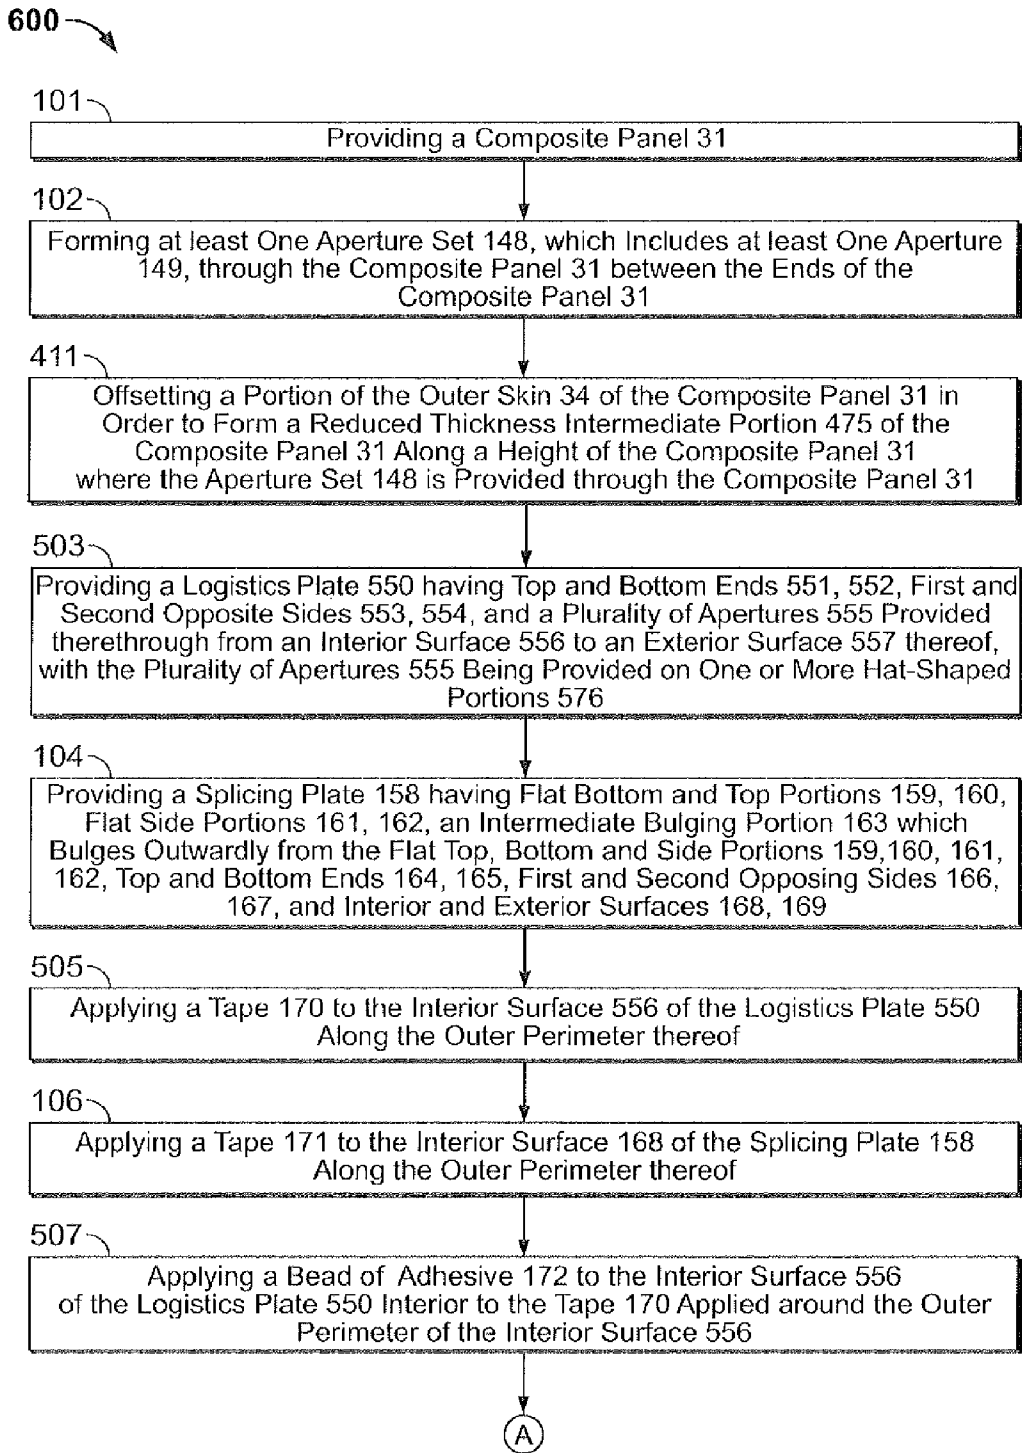 600
101
Providing a Composite Panel 31
102
Forming at least One Aperture Set 148, which Includes at least One Aperture
149, through the Composite Panel 31 between the Ends of the
Composite Panel 31
411
Offsetting a Portion of the Outer Skin 34 of the Composite Panel 31 in
Order to Form a Reduced Thickness Intermediate Portion 475 of the
Composite Panel 31 Along a Height of the Composite Panel 31
where the Aperture Set 148 is Provided through the Composite Panel 31
503
Providing a Logistics Plate 550 having Top and Bottom Ends 551, 552, First and
Second Opposite Sides 553, 554, and a Plurality of Apertures 555 Provided
therethrough from an Interior Surface 556 to an Exterior Surface 557 thereof,
with the Plurality of Apertures 555 Being Provided on One or More Hat-Shaped
Portions 576
104
Providing a Splicing Plate 158 having Flat Bottom and Top Portions 159, 160,
Flat Side Portions 161, 162, an Intermediate Bulging Portion 163 which
Bulges Outwardly from the Flat Top, Bottom and Side Portions 159,160, 161,
162, Top and Bottom Ends 164, 165, First and Second Opposing Sides 166,
167, and Interior and Exterior Surfaces 168, 169
505
Applying a Tape 170 to the Interior Surface 556 of the Logistics Plate 550
Along the Outer Perimeter thereof
106
Applying a Tape 171 to the Interior Surface 168 of the Splicing Plate 158
Along the Outer Perimeter thereof
507
Applying a Bead of Adhesive 172 to the Interior Surface 556
of the Logistics Plate 550 Interior to the Tape 170 Applied around the Outer
Perimeter of the Interior Surface 556
A